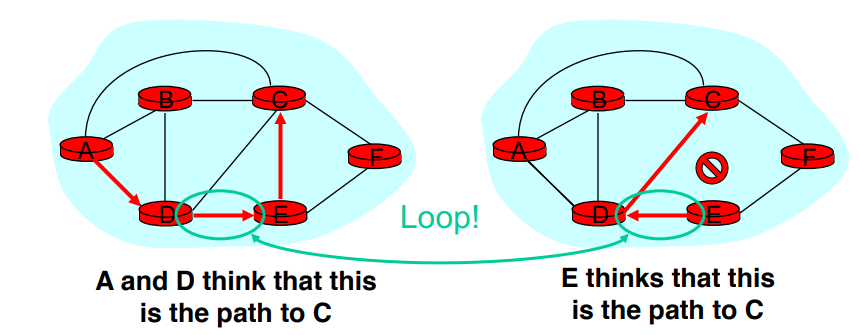 B
C
A
F
D
E
B
C
A
F
D
E
Loop!
A and D think that this
is the path to C
E thinks that this
is the path to C